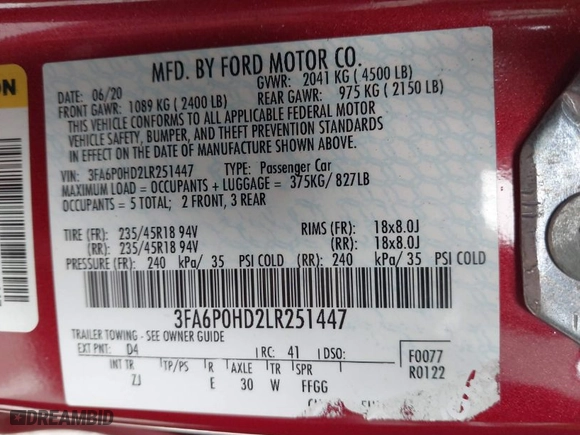 ON
MFD. BY FORD MOTOR CO.
DATE: 06/20 GVWR: 2041 KG ( 4500 LB)
FRONT GAWR: 1089 KG ( 2400 LB) REAR GAWR: 975 KG ( 2150 LB)
THIS VEHICLE CONFORMS TO ALL APPLICABLE FEDERAL MOTOR
VEHICLE SAFETY, BUMPER, AND THEFT PREVENTION STANDARDS
IN EFFECT ON THE DATE OF MANUFACTURE SHOWN ABOVE.
VIN: 3FA6P0HD2LR251447 TYPE: Passenger Car
MAXIMUM LOAD = OCCUPANTS + LUGGAGE = 375KG/ 827LB
OCCUPANTS = 5 TOTAL; 2 FRONT, 3 REAR
TIRE (FR): 235/45R18 94V RIMS (FR): 18x8.0J
(RR): 235/45R18 94V (RR): 18x8.0J
PRESSURE (FR): 240 kPa/ 35 PSI COLD (RR): 240 kPa/ 35 PSI COLD
3FA6P0HD2LR251447
TRAILER TOWING - SEE OWNER GUIDE
EXT PNT: D4 RC: 41 DSO: F0077
INT TR TP/PS R AXLE TR SPR R0122
ZJ E 30 W FFGG
DREAMBID